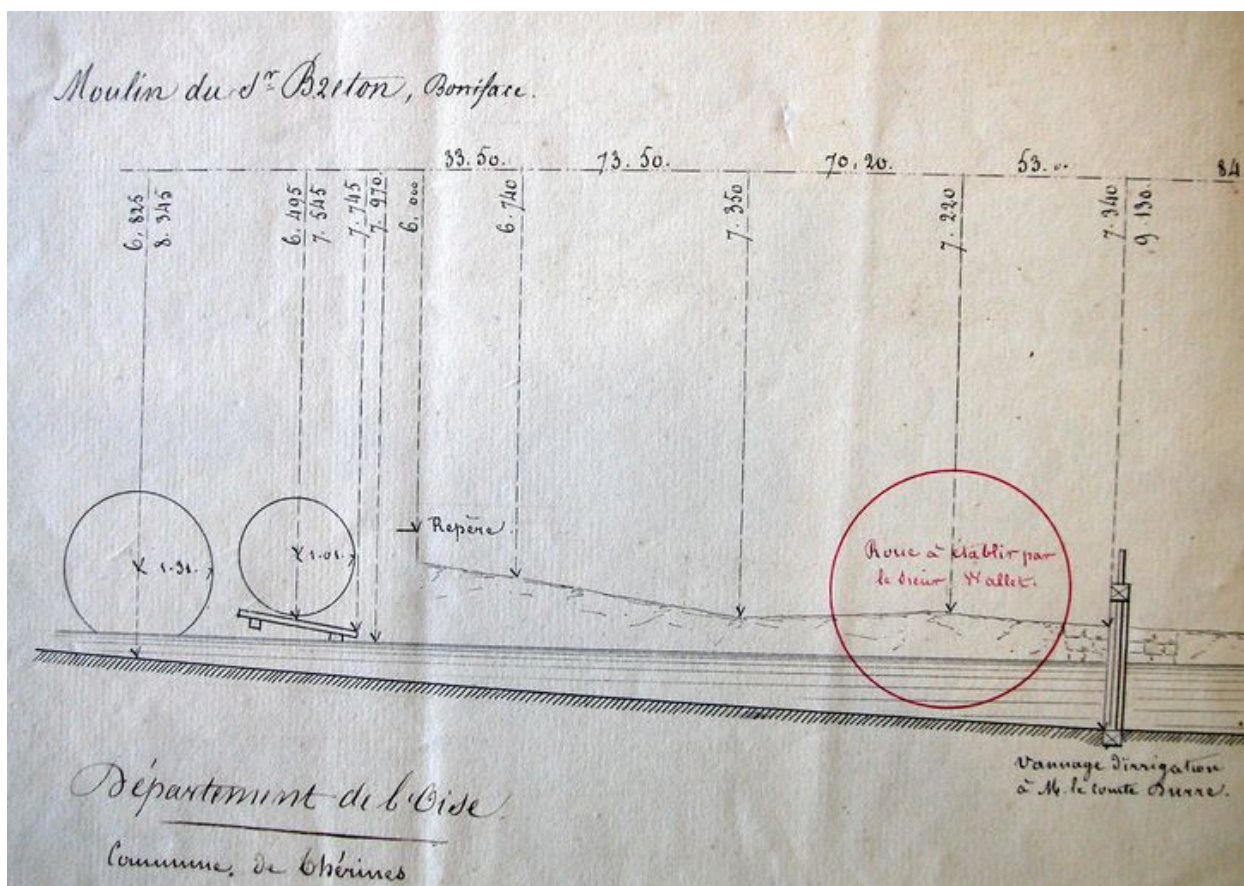 Moulin du Sr Breton, Boniface.
33.50. 73.50. 70.20. 53.0. 84
6.825
8.345
6.495
7.545
7.745
7.970
6.000
6.740
7.350
7.220
7.340
9.130
1.31
1.01
Repère
Roue à établir par
le sieur Wallet.
Vannage d'irrigation
à M. le comte Durre.
Département de l'Oise.
Commune de Thérines